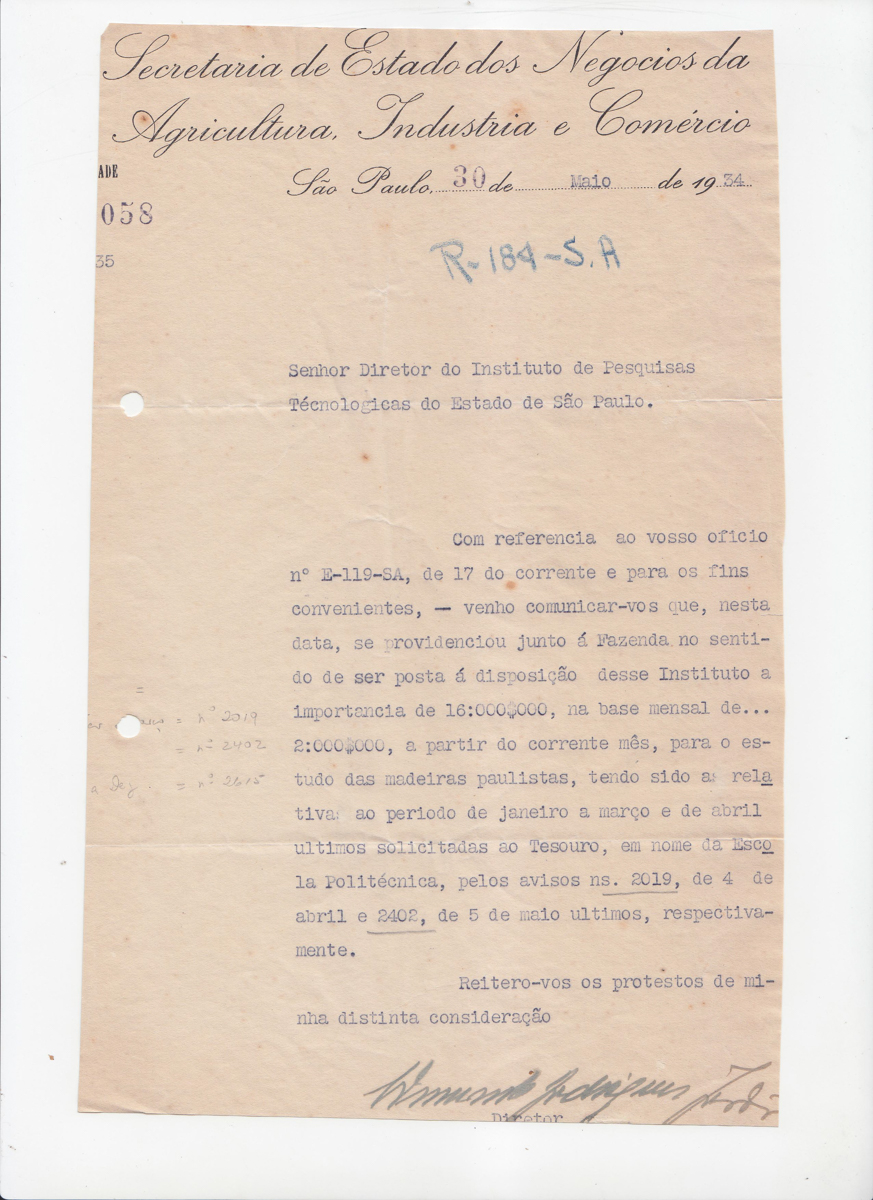 Secretaria de Estado dos Negocios da
Agricultura, Industria e Comércio
ADE
São Paulo, 30 de Maio de 1934
058
R-184-S.A
35
Senhor Diretor do Instituto de Pesquisas
Técnologicas do Estado de São Paulo.
Com referencia ao vosso oficio
nº E-119-SA, de 17 do corrente e para os fins
convenientes, — venho comunicar-vos que, nesta
data, se providenciou junto á Fazenda no senti-
do de ser posta á disposição desse Instituto a
importancia de 16:000$000, na base mensal de...
2:000$000, a partir do corrente mês, para o es-
tudo das madeiras paulistas, tendo sido as rela
tivas ao periodo de janeiro a março e de abril
ultimos solicitadas ao Tesouro, em nome da Esco
la Politécnica, pelos avisos ns. 2019, de 4 de
abril e 2402, de 5 de maio ultimos, respectiva-
mente.
= nº 2019
= nº 2402
a Dez. = nº 2615
Reitero-vos os protestos de mi-
nha distinta consideração
Rodrigues
Diretor